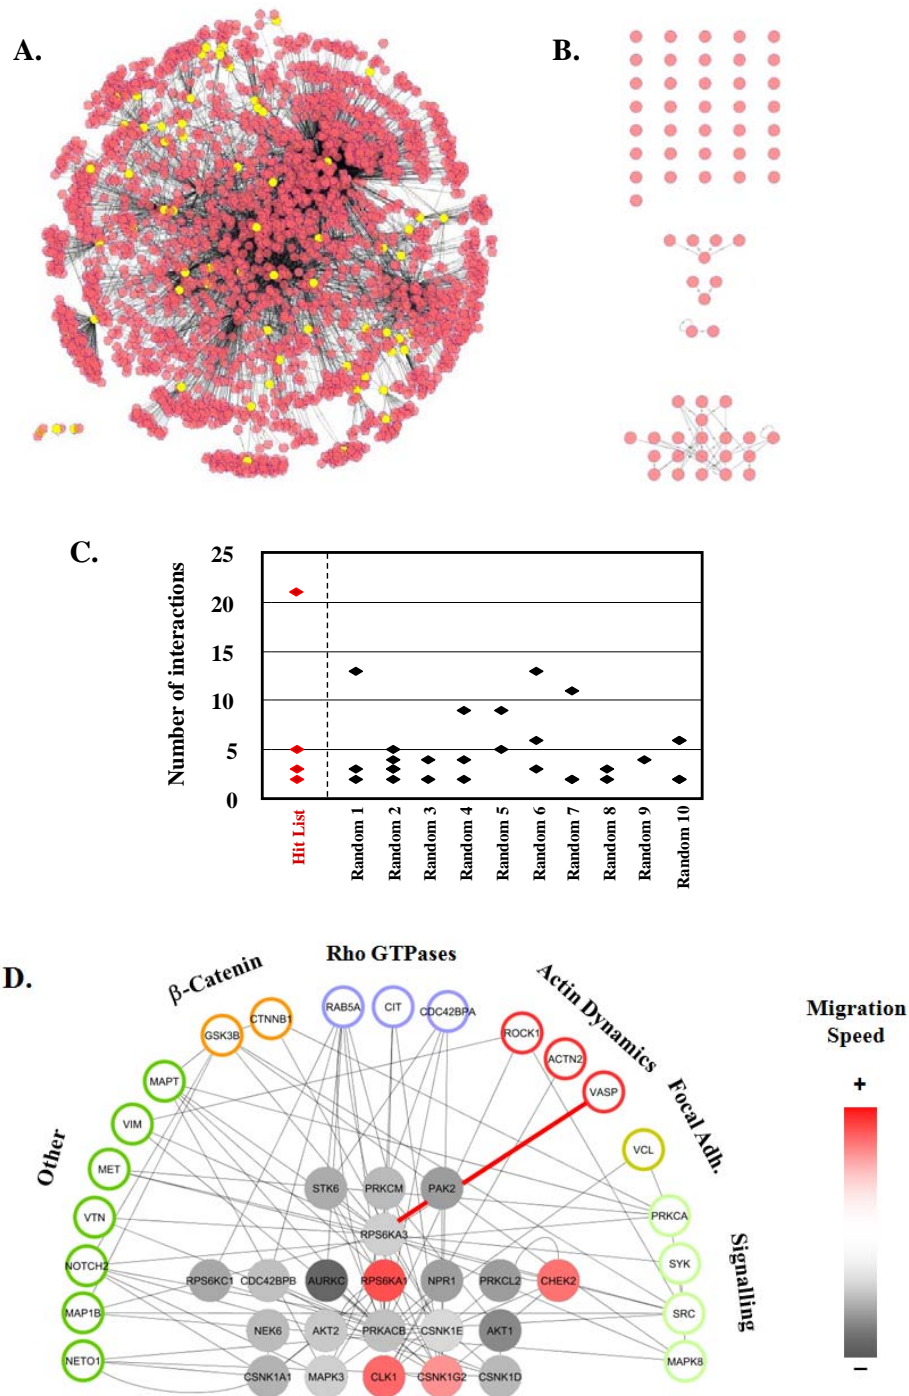 A.
B.
C.
Number of interactions
25
20
15
10
5
0
Hit List
Random 1
Random 2
Random 3
Random 4
Random 5
Random 6
Random 7
Random 8
Random 9
Random 10
D.
Other
β-Catenin
Rho GTPases
Actin Dynamics
Focal Adh.
Signalling
NETO1
MAP1B
NOTCH2
VTN
MET
VIM
MAPT
GSK3B
CTNNB1
RAB5A
CIT
CDC42BPA
ROCK1
ACTN2
VASP
VCL
PRKCA
SYK
SRC
MAPK8
STK6 PRKCM PAK2
RPS6KA3
RPS6KC1 CDC42BPB AURKC RPS6KA1 NPR1 PRKCL2 CHEK2
NEK6 AKT2 PRKACB CSNK1E AKT1
CSNK1A1 MAPK3 CLK1 CSNK1G2 CSNK1D
Migration
Speed
+
−